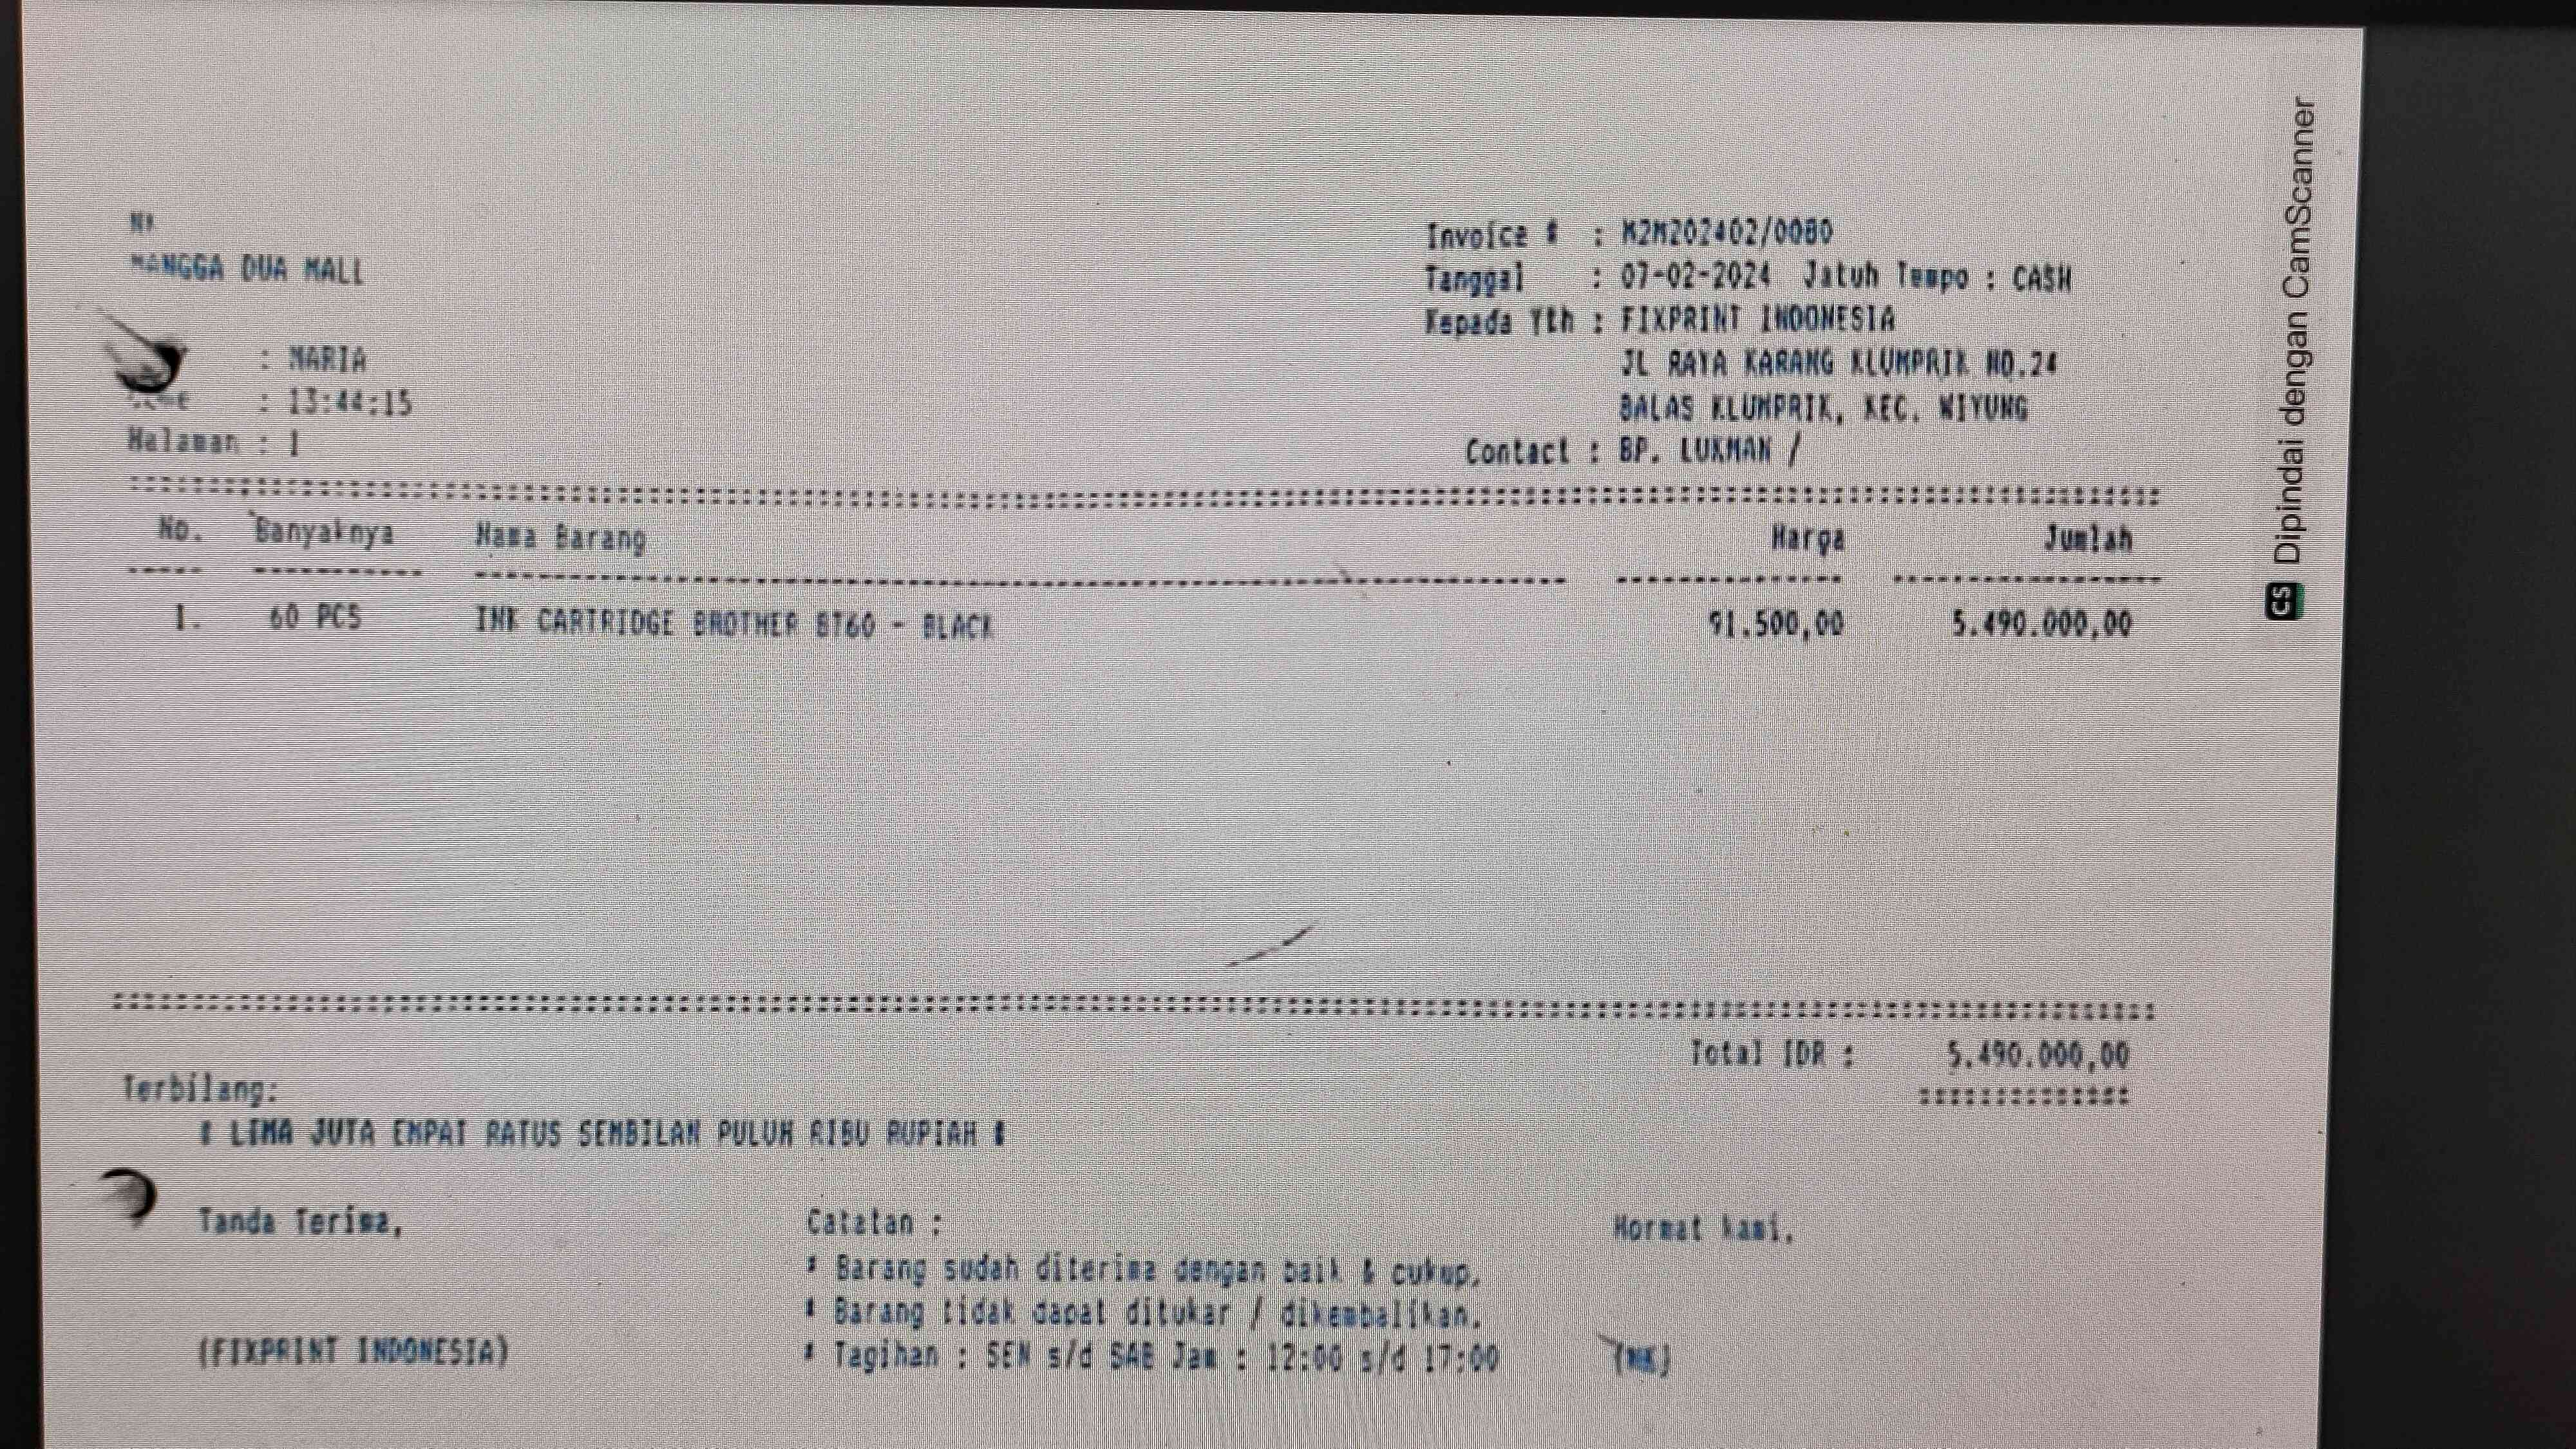 MANGGA DUA MALL
: MARIA
: 13:44:15
Halaman : 1
Invoice # : M2M202402/0080
Tanggal : 07-02-2024 Jatuh Tempo : CASH
Kepada Yth : FIXPRINT INDONESIA
JL RAYA KARANG KLUMPRIK NO.24
BALAS KLUMPRIK, KEC. WIYUNG
Contact : BP. LUKMAN /
No. Banyaknya Nama Barang Harga Jumlah
1. 60 PCS INK CARTRIDGE BROTHER BT60 - BLACK 91.500,00 5.490.000,00
Total IDR : 5.490.000,00
Terbilang:
# LIMA JUTA EMPAT RATUS SEMBILAN PULUH RIBU RUPIAH #
Tanda Terima,
(FIXPRINT INDONESIA)
Catatan :
* Barang sudah diterima dengan baik & cukup.
* Barang tidak dapat ditukar / dikembalikan.
* Tagihan : SEN s/d SAB Jam : 12:00 s/d 17:00
Hormat kami,
CS Dipindai dengan CamScanner